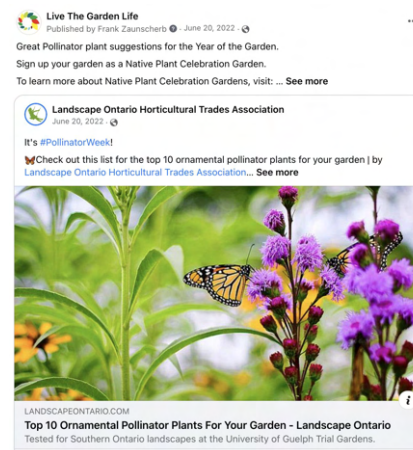 Live The Garden Life
Published by Frank Zaunscherb · June 20, 2022 ·
Great Pollinator plant suggestions for the Year of the Garden.
Sign up your garden as a Native Plant Celebration Garden.
To learn more about Native Plant Celebration Gardens, visit: ... See more
Landscape Ontario Horticultural Trades Association
June 20, 2022 ·
It's #PollinatorWeek!
🦋Check out this list for the top 10 ornamental pollinator plants for your garden | by
Landscape Ontario Horticultural Trades Association... See more
LANDSCAPEONTARIO.COM
Top 10 Ornamental Pollinator Plants For Your Garden - Landscape Ontario
Tested for Southern Ontario landscapes at the University of Guelph Trial Gardens.